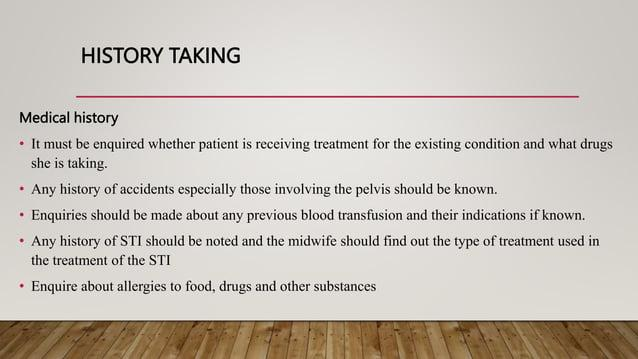 HISTORY TAKING
Medical history
• It must be enquired whether patient is receiving treatment for the existing condition and what drugs
she is taking.
• Any history of accidents especially those involving the pelvis should be known.
• Enquiries should be made about any previous blood transfusion and their indications if known.
• Any history of STI should be noted and the midwife should find out the type of treatment used in
the treatment of the STI
• Enquire about allergies to food, drugs and other substances